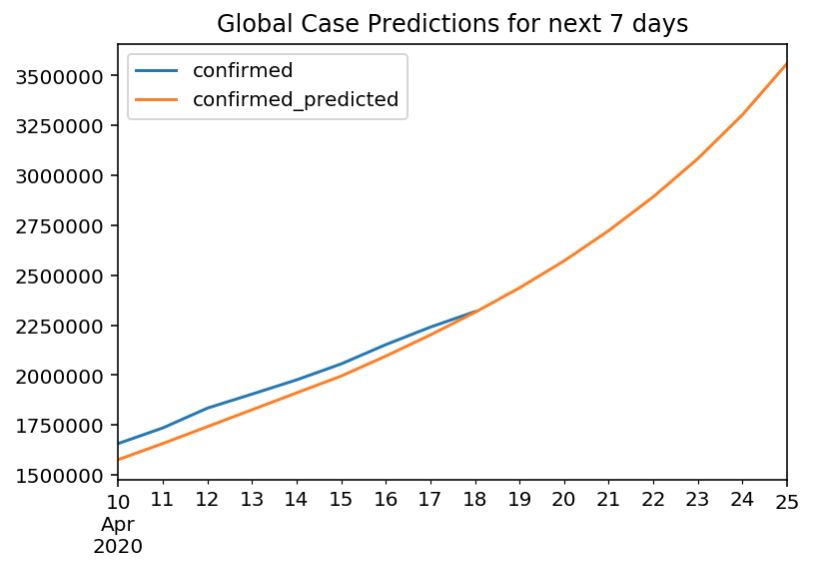 Global Case Predictions for next 7 days
confirmed
confirmed_predicted
3500000
3250000
3000000
2750000
2500000
2250000
2000000
1750000
1500000
10 11 12 13 14 15 16 17 18 19 20 21 22 23 24 25
Apr
2020